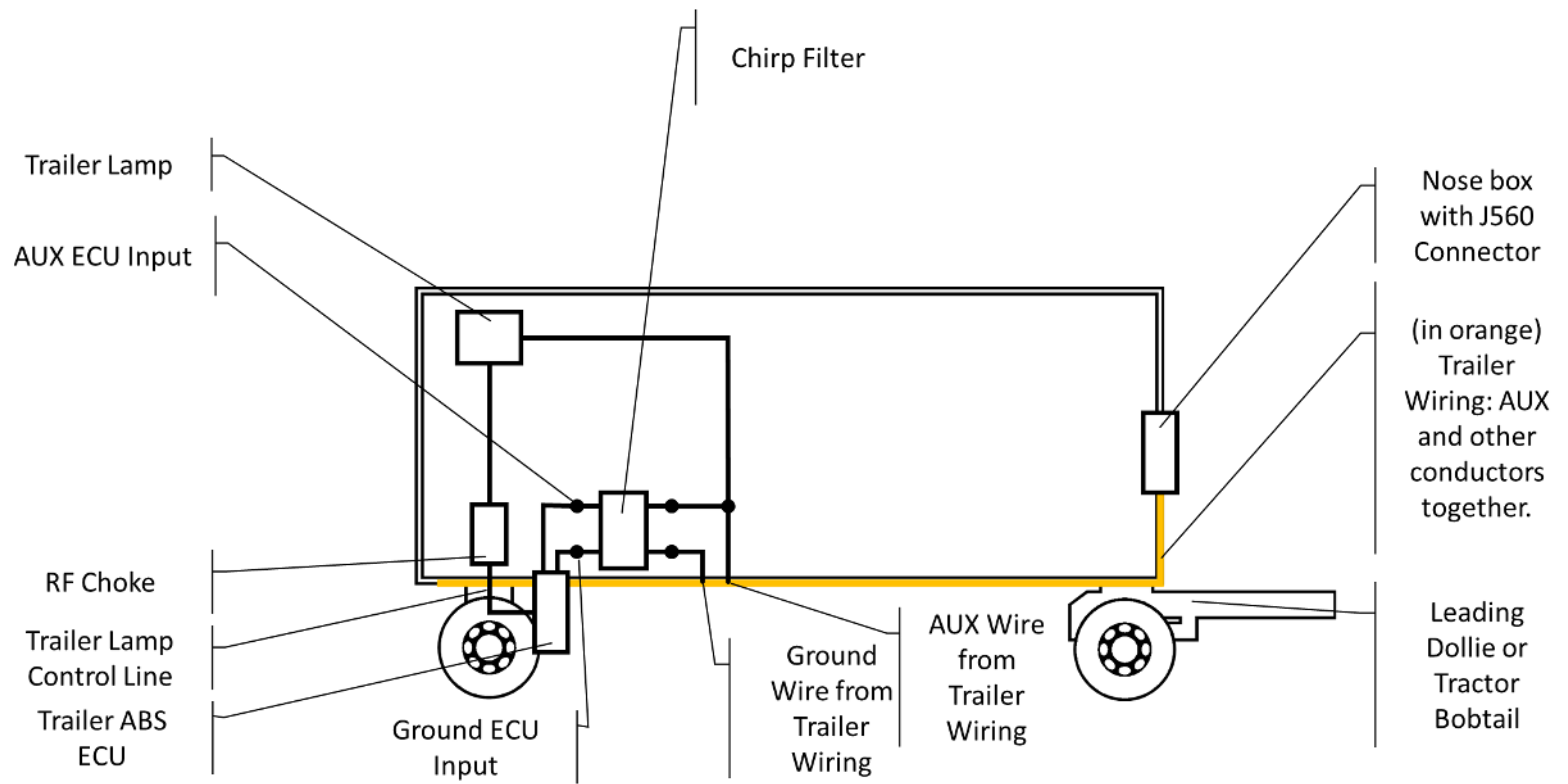 Chirp Filter
Trailer Lamp
AUX ECU Input
Nose box
with J560
Connector
(in orange)
Trailer
Wiring: AUX
and other
conductors
together.
RF Choke
Trailer Lamp
Control Line
Trailer ABS
ECU
Ground ECU
Input
Ground
Wire from
Trailer
Wiring
AUX Wire
from
Trailer
Wiring
Leading
Dollie or
Tractor
Bobtail